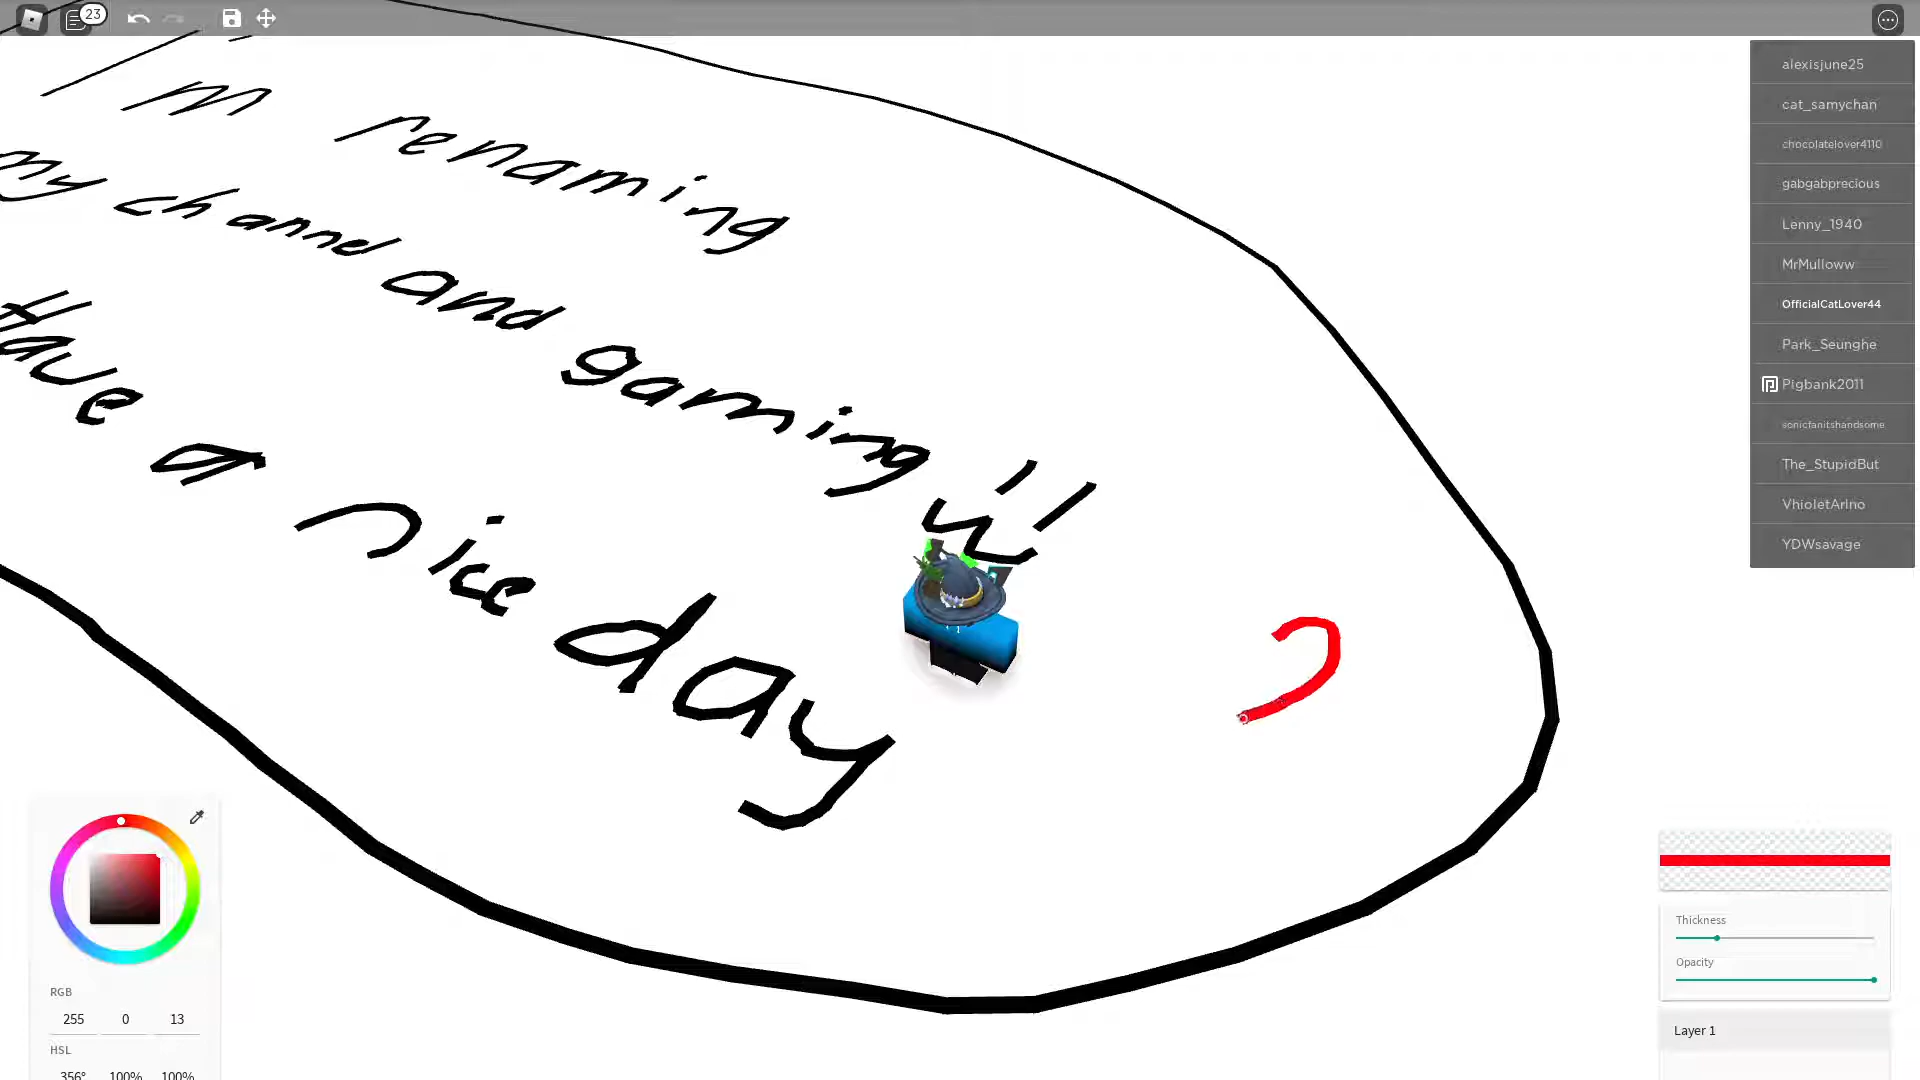 23
I'm renaming
my channel and gaming !!
Have a nice day
alexisjune25
cat_samychan
chocolatelover4110
gabgabprecious
Lenny_1940
MrMulloww
OfficialCatLover44
Park_Seunghe
Pigbank2011
sonicfanitshandsome
The_StupidBut
VhioletArlno
YDWsavage
RGB
255 0 13
HSL
356° 100% 100%
Thickness
Opacity
Layer 1